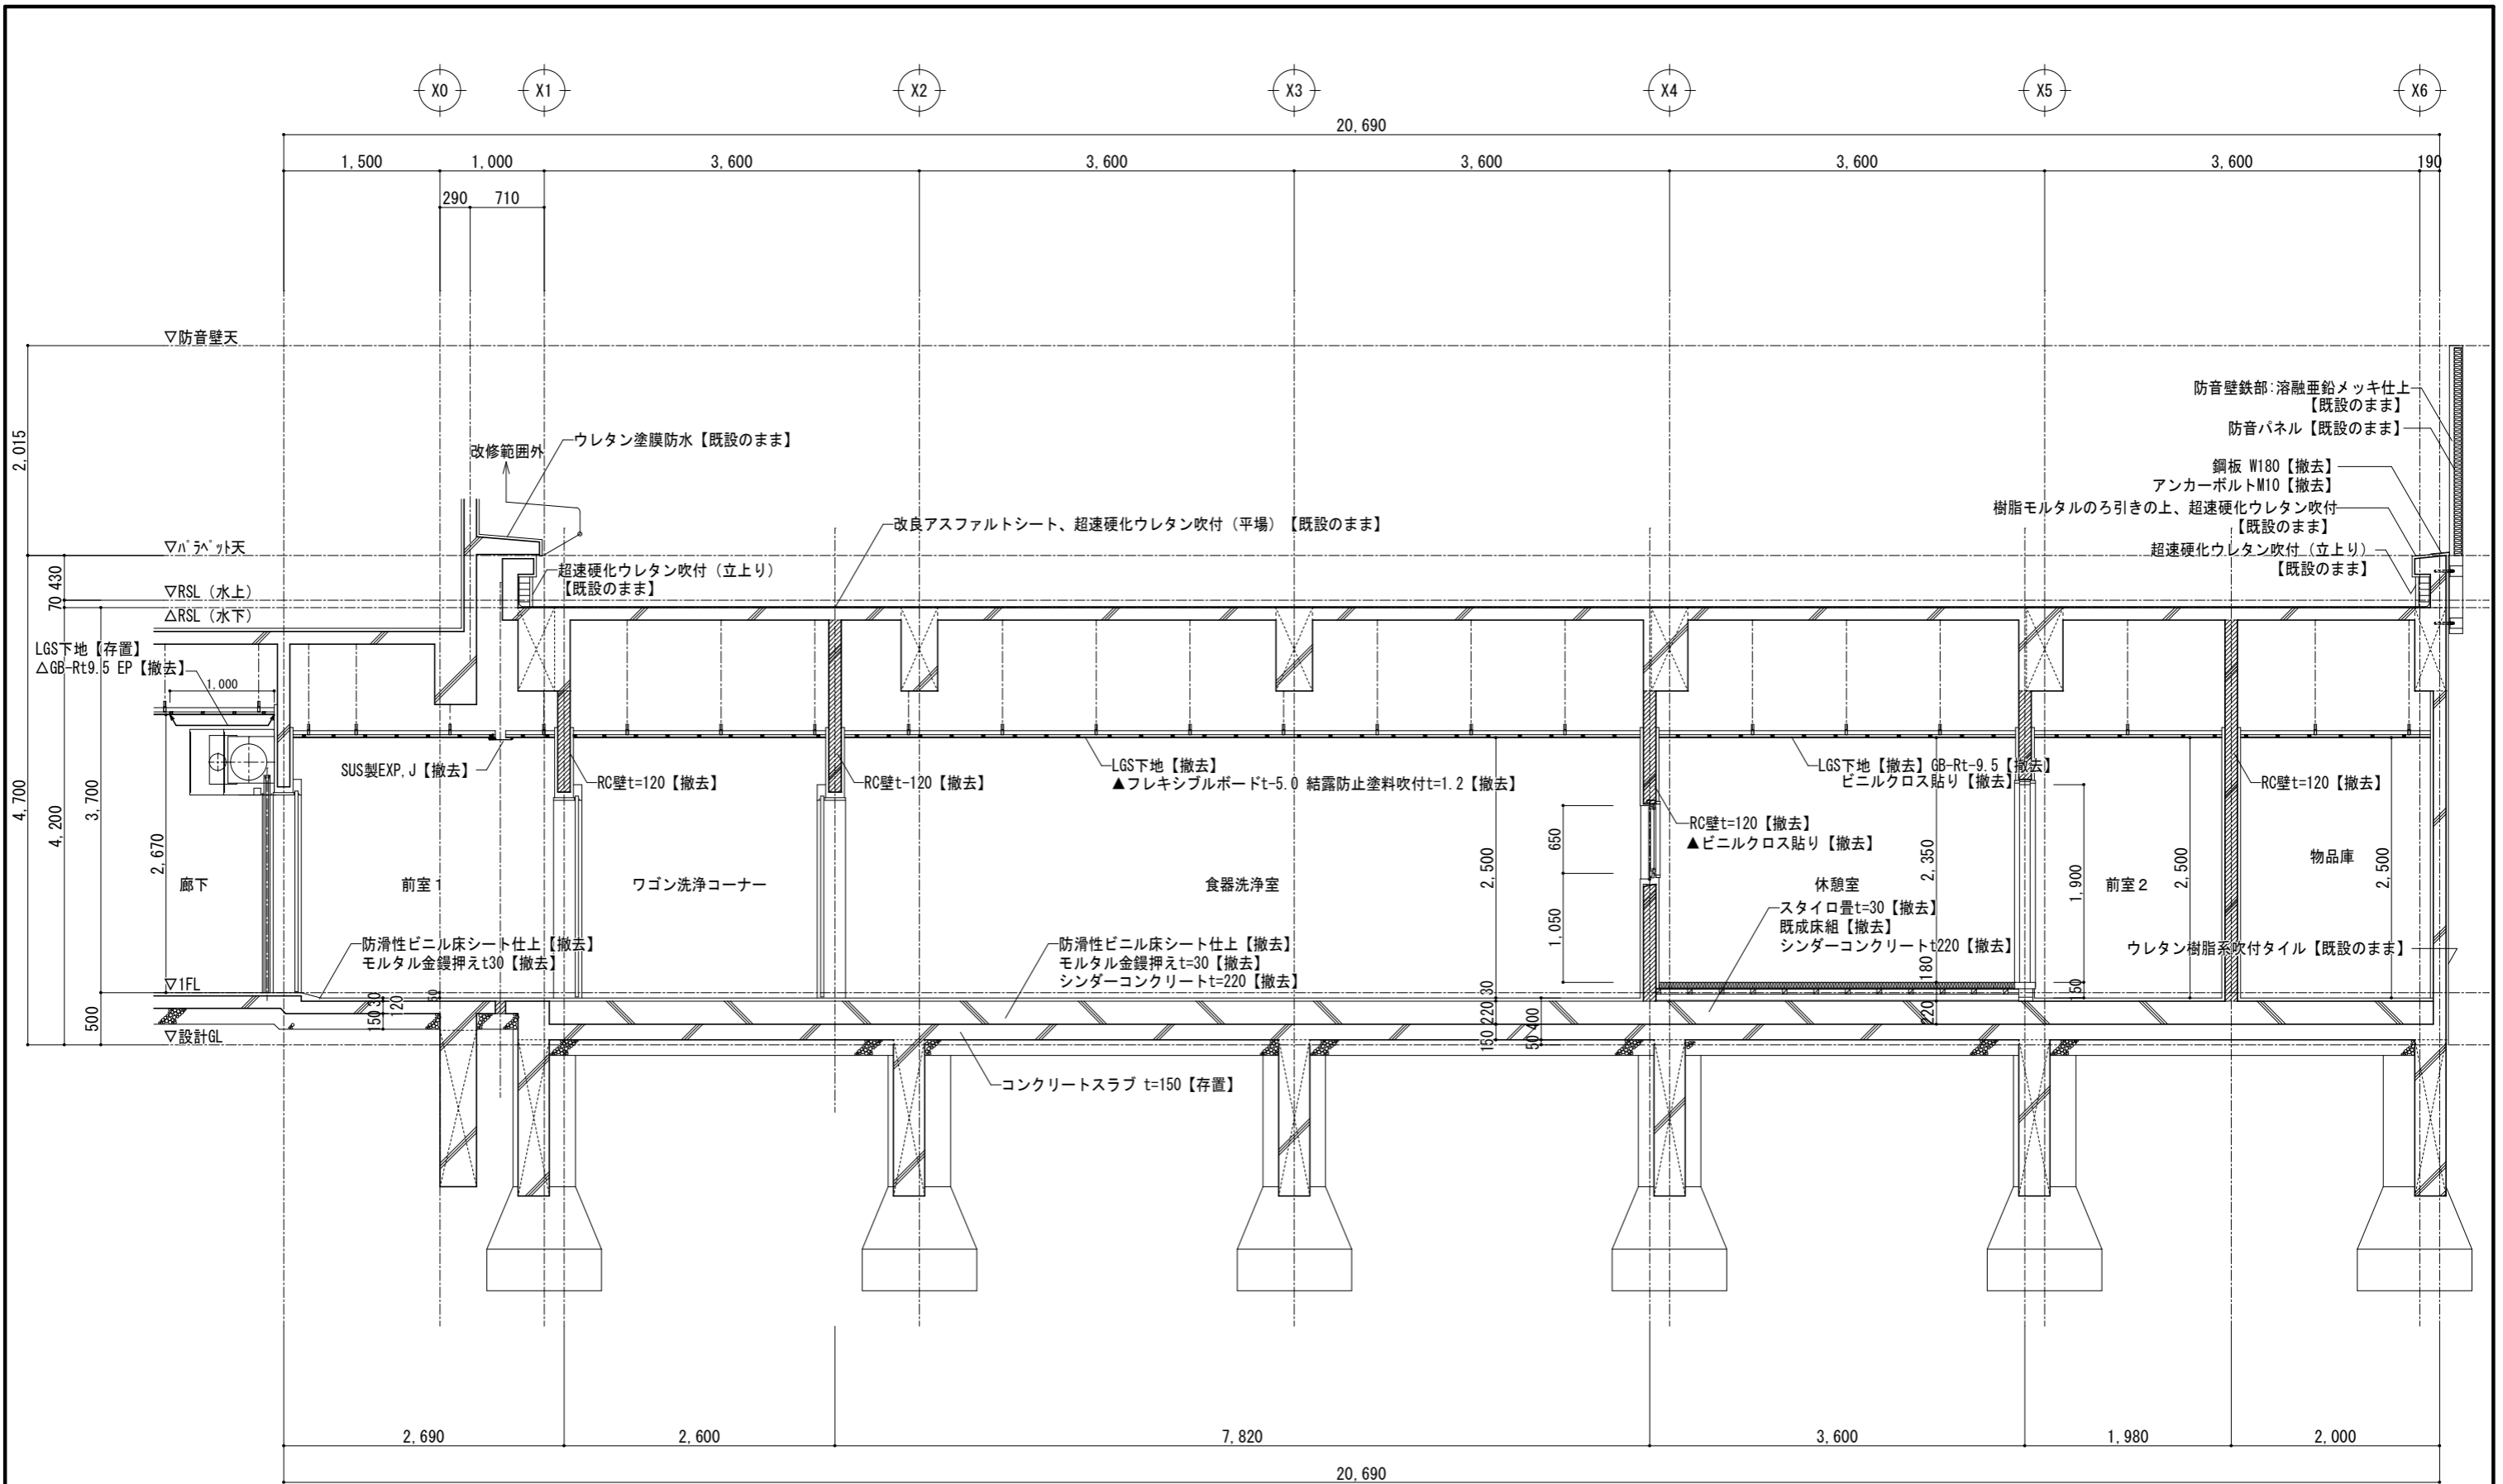 X0
X1
X2
X3
X4
X5
X6
20,690
1,500
1,000
3,600
3,600
3,600
3,600
3,600
190
290
710
▽防音壁天
防音壁鉄部:溶融亜鉛メッキ仕上
【既設のまま】
防音パネル【既設のまま】
2,015
改修範囲外
ウレタン塗膜防水【既設のまま】
鋼板 W180【撤去】
アンカーボルトM10【撤去】
樹脂モルタルのろ引きの上、超速硬化ウレタン吹付
【既設のまま】
改良アスファルトシート、超速硬化ウレタン吹付(平場)【既設のまま】
▽パラペット天
超速硬化ウレタン吹付(立上り)
【既設のまま】
超速硬化ウレタン吹付(立上り)
【既設のまま】
430
70
▽RSL(水上)
△RSL(水下)
LGS下地【存置】
△GB-Rt9.5 EP【撤去】
1,000
SUS製EXP,J【撤去】
RC壁t=120【撤去】
RC壁t-120【撤去】
LGS下地【撤去】
▲フレキシブルボードt-5.0 結露防止塗料吹付t=1.2【撤去】
LGS下地【撤去】GB-Rt-9.5【撤去】
ビニルクロス貼り【撤去】
RC壁t=120【撤去】
RC壁t=120【撤去】
▲ビニルクロス貼り【撤去】
4,700
4,200
3,700
2,670
650
1,050
2,500
2,350
1,900
2,500
2,500
廊下
前室1
ワゴン洗浄コーナー
食器洗浄室
休憩室
前室2
物品庫
スタイロ畳t=30【撤去】
既成床組【撤去】
シンダーコンクリートt220【撤去】
防滑性ビニル床シート仕上【撤去】
モルタル金鏝押えt30【撤去】
防滑性ビニル床シート仕上【撤去】
モルタル金鏝押えt=30【撤去】
シンダーコンクリートt=220【撤去】
ウレタン樹脂系吹付タイル【既設のまま】
▽1FL
500
▽設計GL
150
30
120
50
30
220
150
400
50
180
220
150
コンクリートスラブ t=150【存置】
2,690
2,600
7,820
3,600
1,980
2,000
20,690